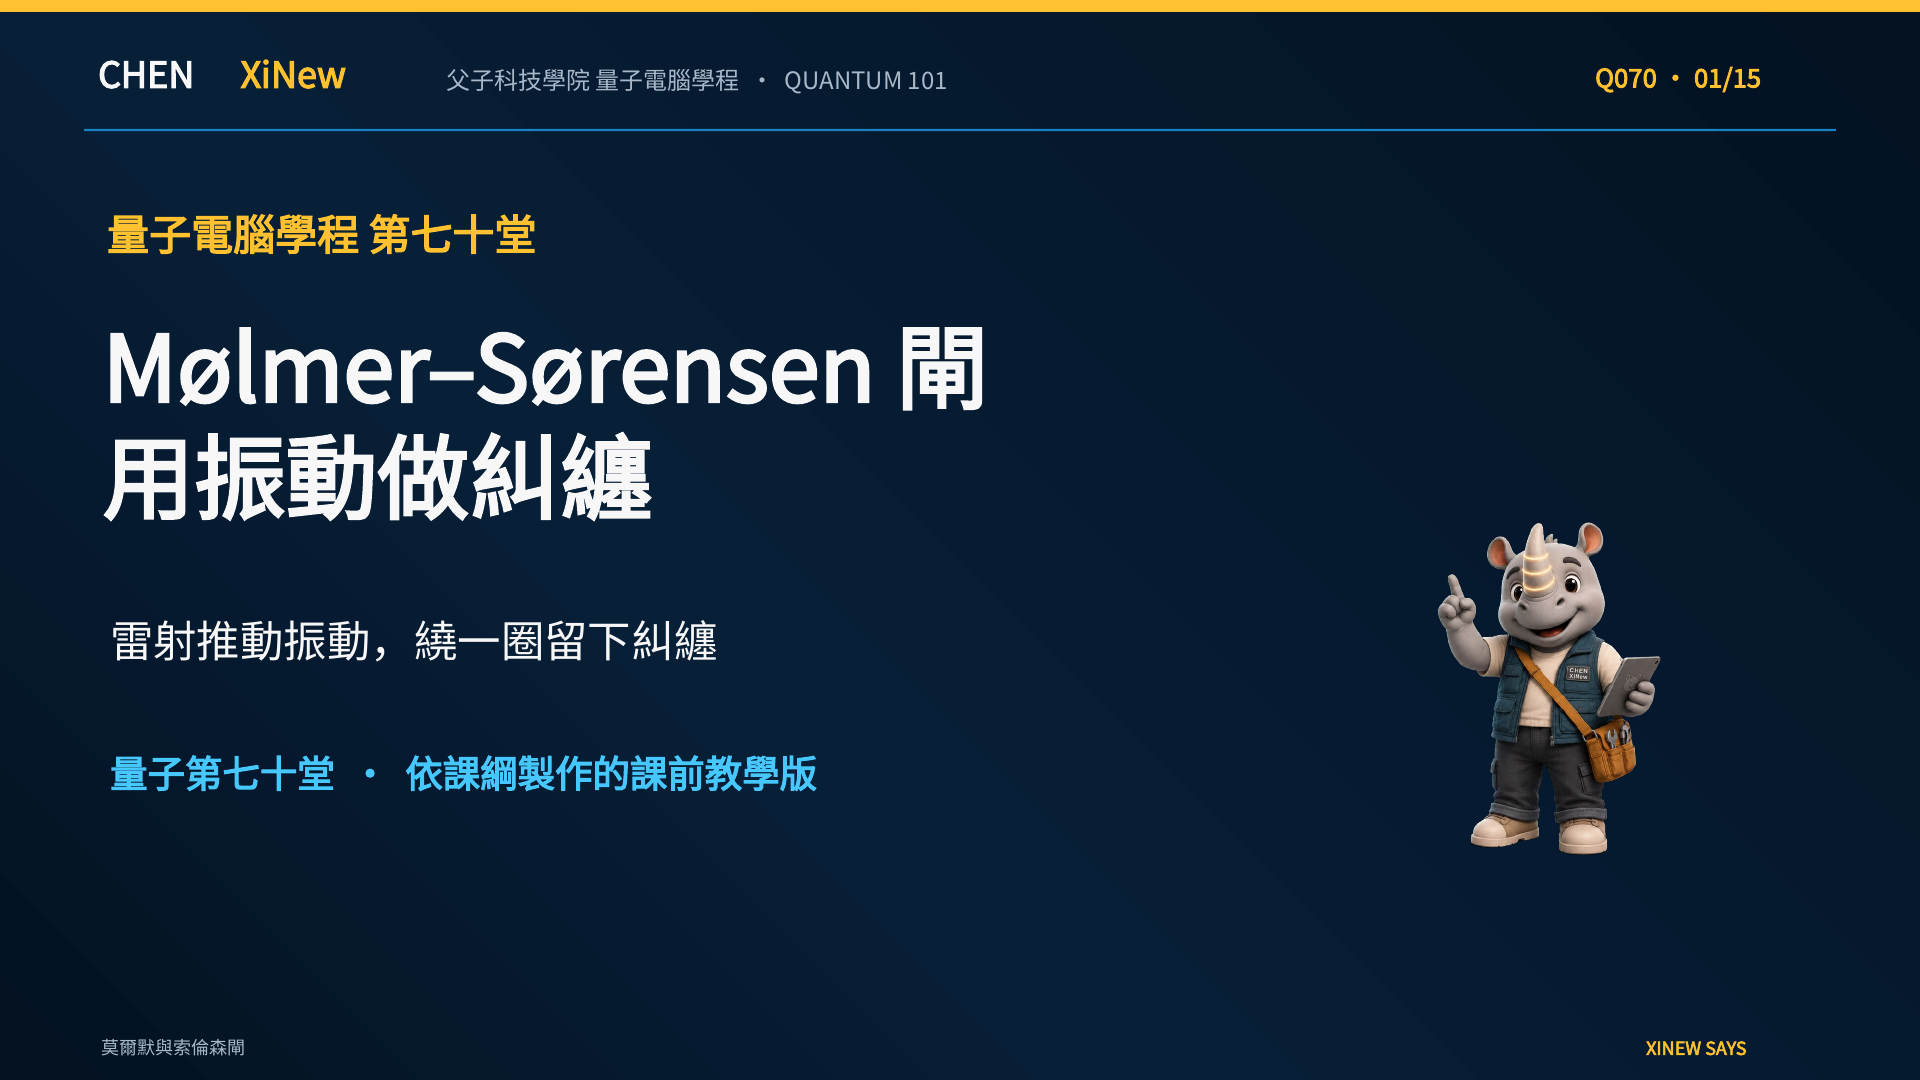 CHEN XiNew 父子科技學院 量子電腦學程 • QUANTUM 101 Q070 • 01/15
量子電腦學程 第七十堂
Mølmer–Sørensen 閘
用振動做糾纏
雷射推動振動，繞一圈留下糾纏
量子第七十堂 • 依課綱製作的課前教學版
CHEN
XiNew
莫爾默與索倫森閘 XINEW SAYS